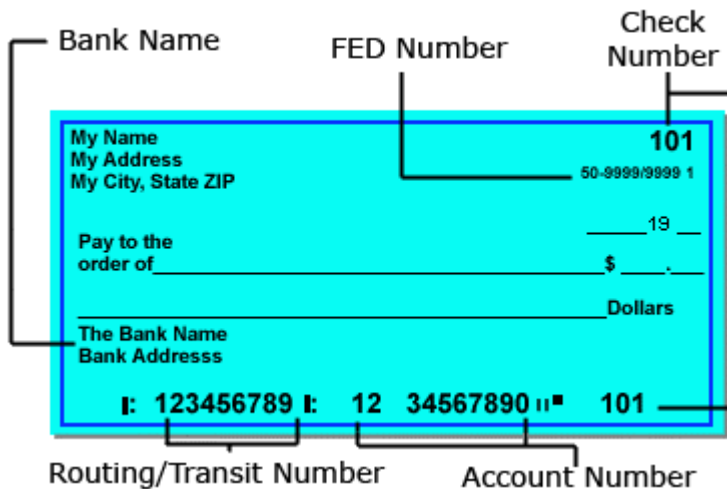 Bank Name
FED Number
Check
Number
My Name
My Address
My City, State ZIP
101
50-9999/9999 1
19
Pay to the
order of $ .
Dollars
The Bank Name
Bank Addresss
123456789 12 34567890 101
Routing/Transit Number
Account Number